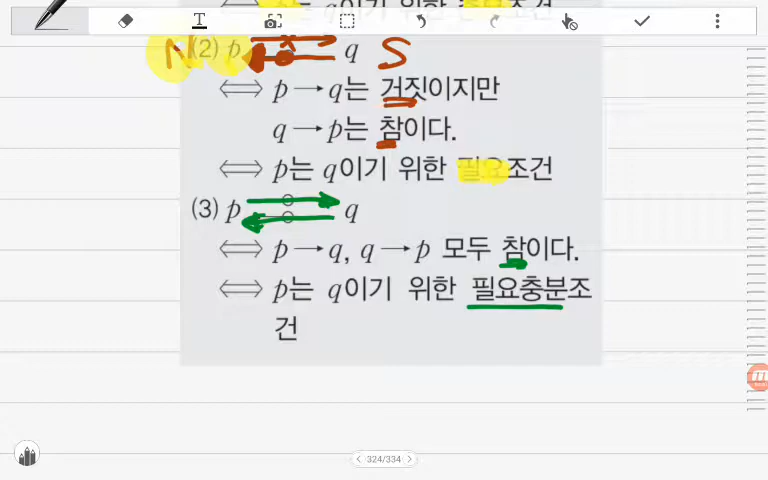 N (2) p q S
⟺ p → q는 거짓이지만
q → p는 참이다.
⟺ p는 q이기 위한 필요조건
(3) p q
⟺ p → q, q → p 모두 참이다.
⟺ p는 q이기 위한 필요충분조
건
324/334